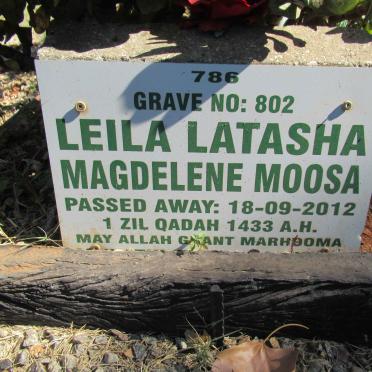 786
GRAVE NO: 802
LEILA LATASHA
MAGDELENE MOOSA
PASSED AWAY: 18-09-2012
1 ZIL QADAH 1433 A.H.
MAY ALLAH GRANT MARHOOMA